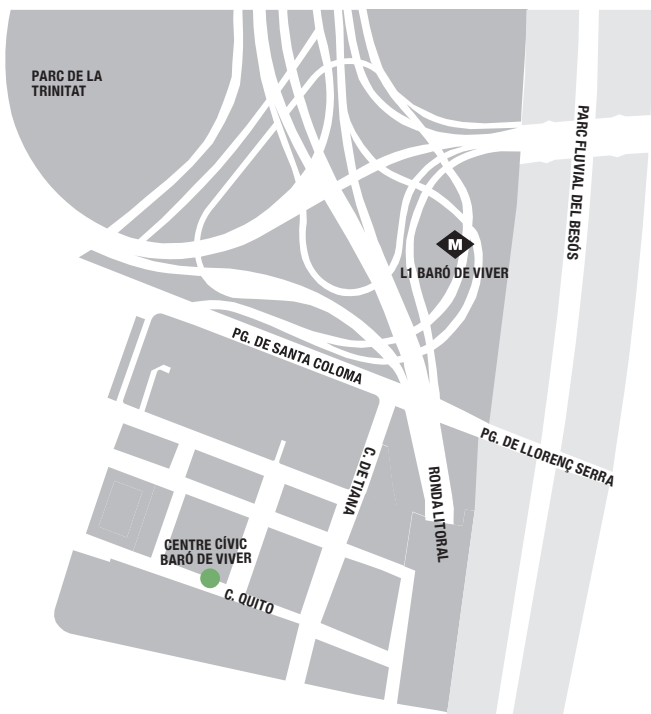 PARC DE LA
TRINITAT
PARC FLUVIAL DEL BESÓS
M
L1 BARÓ DE VIVER
PG. DE SANTA COLOMA
PG. DE LLORENÇ SERRA
C. DE TIANA
RONDA LITORAL
CENTRE CÍVIC
BARÓ DE VIVER
C. QUITO